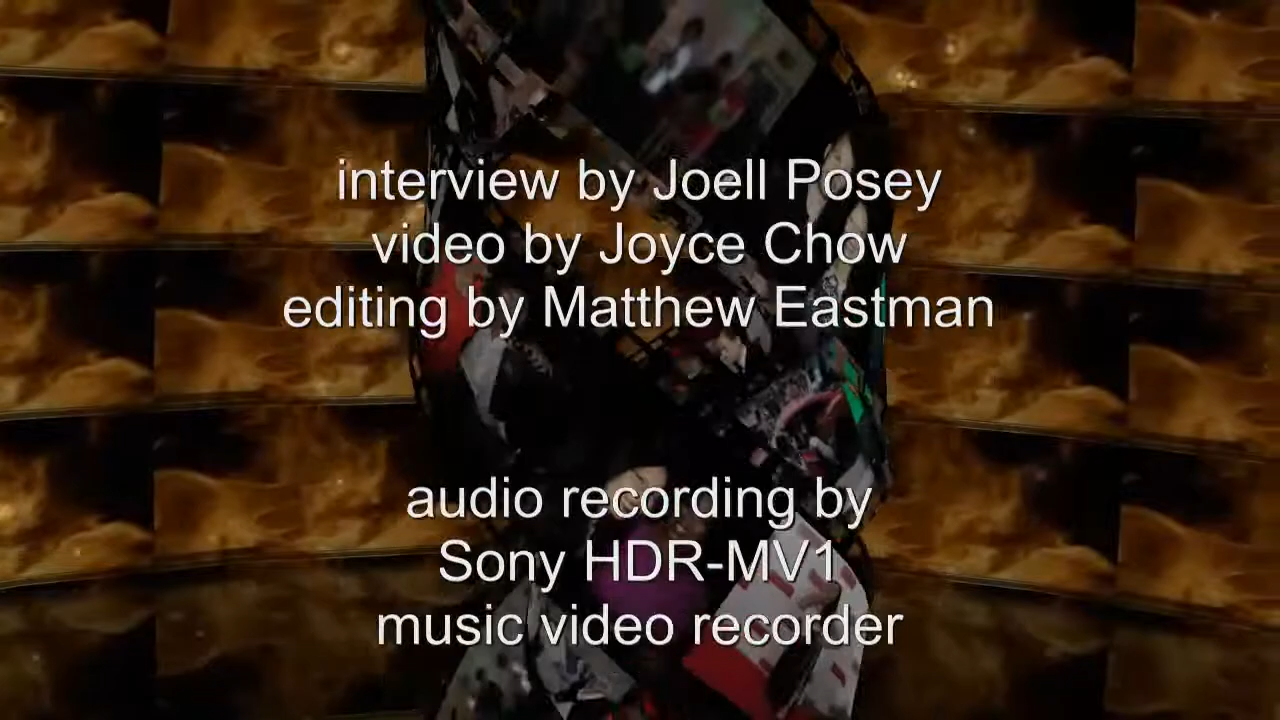 interview by Joell Posey
video by Joyce Chow
editing by Matthew Eastman
audio recording by
Sony HDR-MV1
music video recorder